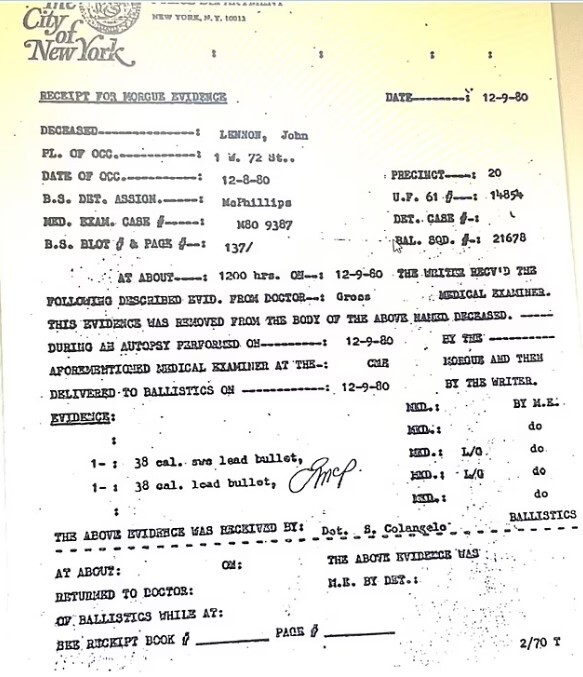 The City of New York
NEW YORK, N.Y. 10013
: : : :
RECEIPT FOR MORGUE EVIDENCE DATE--------: 12-9-80
DECEASED--------------: LENNON, John
PL. OF OCC.------------: 1 W. 72 St..
DATE OF OCC.----------: 12-8-80 PRECINCT----: 20
B.S. DET. ASSIGN.-----: McPhillips U.F. 61 #---: 14854
MED. EXAM. CASE #-----: M80 9387 DET. CASE #-:
B.S. BLOT # & PAGE #--: 137/ BAL. SQD. #-: 21678
AT ABOUT----: 1200 hrs. ON--: 12-9-80 THE WRITER RECV'D THE
FOLLOWING DESCRIBED EVID. FROM DOCTOR--: Gross MEDICAL EXAMINER.
THIS EVIDENCE WAS REMOVED FROM THE BODY OF THE ABOVE NAMED DECEASED. -----
DURING AN AUTOPSY PERFORMED ON----------: 12-9-80 BY THE ----------
AFOREMENTIONED MEDICAL EXAMINER AT THE-: CME MORGUE AND THEN
DELIVERED TO BALLISTICS ON ------------: 12-9-80 BY THE WRITER.
EVIDENCE: MKD.: BY M.E.
: MKD.: do
1- : 38 cal. swc lead bullet, MKD.: L/G do
1- : 38 cal. lead bullet, MKD.: L/G do
: MKD.: do
THE ABOVE EVIDENCE WAS RECEIVED BY: Det. S. Colangelo BALLISTICS
AT ABOUT: ON: THE ABOVE EVIDENCE WAS
RETURNED TO DOCTOR: M.E. BY DET.:
OF BALLISTICS WHILE AT:
SEE RECEIPT BOOK # __________ PAGE # __________
2/70 T